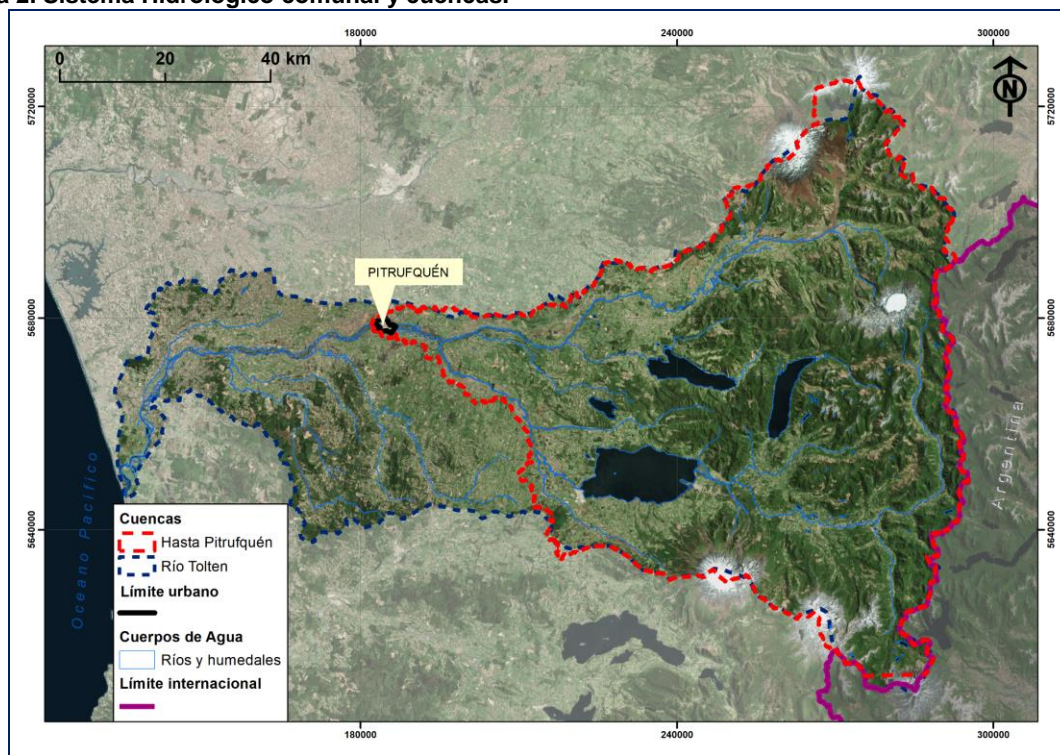 a 2. Sistema Hidrológico comunal y cuencas.
180000 240000 300000
0 20 40 km
N
5720000 5720000
PITRUFQUÉN
5680000 5680000
Argentina
Oceano Pacífico
5640000 5640000
Cuencas
Hasta Pitrufquén
Río Tolten
Límite urbano
Cuerpos de Agua
Ríos y humedales
Límite internacional
180000 240000 300000